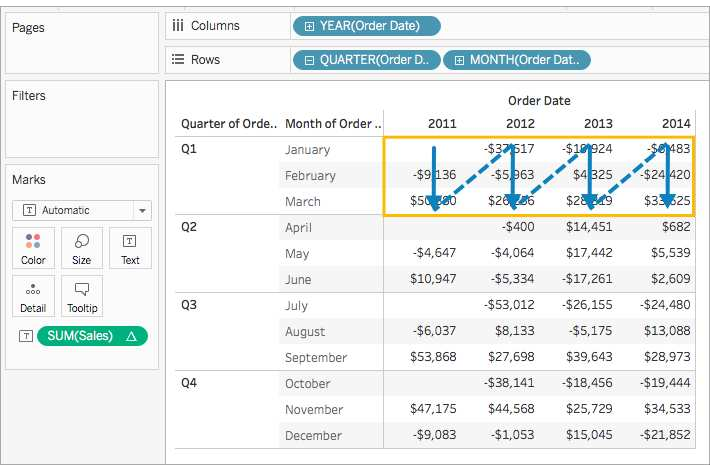 Pages
Columns
YEAR(Order Date)
Rows
QUARTER(Order D..
MONTH(Order Dat..
Filters
Marks
Automatic
Color
Size
Text
Detail
Tooltip
SUM(Sales)
Order Date
Quarter of Orde.. Month of Order .. 2011 2012 2013 2014
Q1 January
February -$9,136 -$5,963 $4,325 -$24,420
March
Q2 April -$400 $14,451 $682
May -$4,647 -$4,064 $17,442 $5,539
June $10,947 -$5,334 -$17,261 $2,609
Q3 July -$53,012 -$26,155 -$24,480
August -$6,037 $8,133 -$5,175 $13,088
September $53,868 $27,698 $39,643 $28,973
Q4 October -$38,141 -$18,456 -$19,444
November $47,175 $44,568 $25,729 $34,533
December -$9,083 -$1,053 $15,045 -$21,852